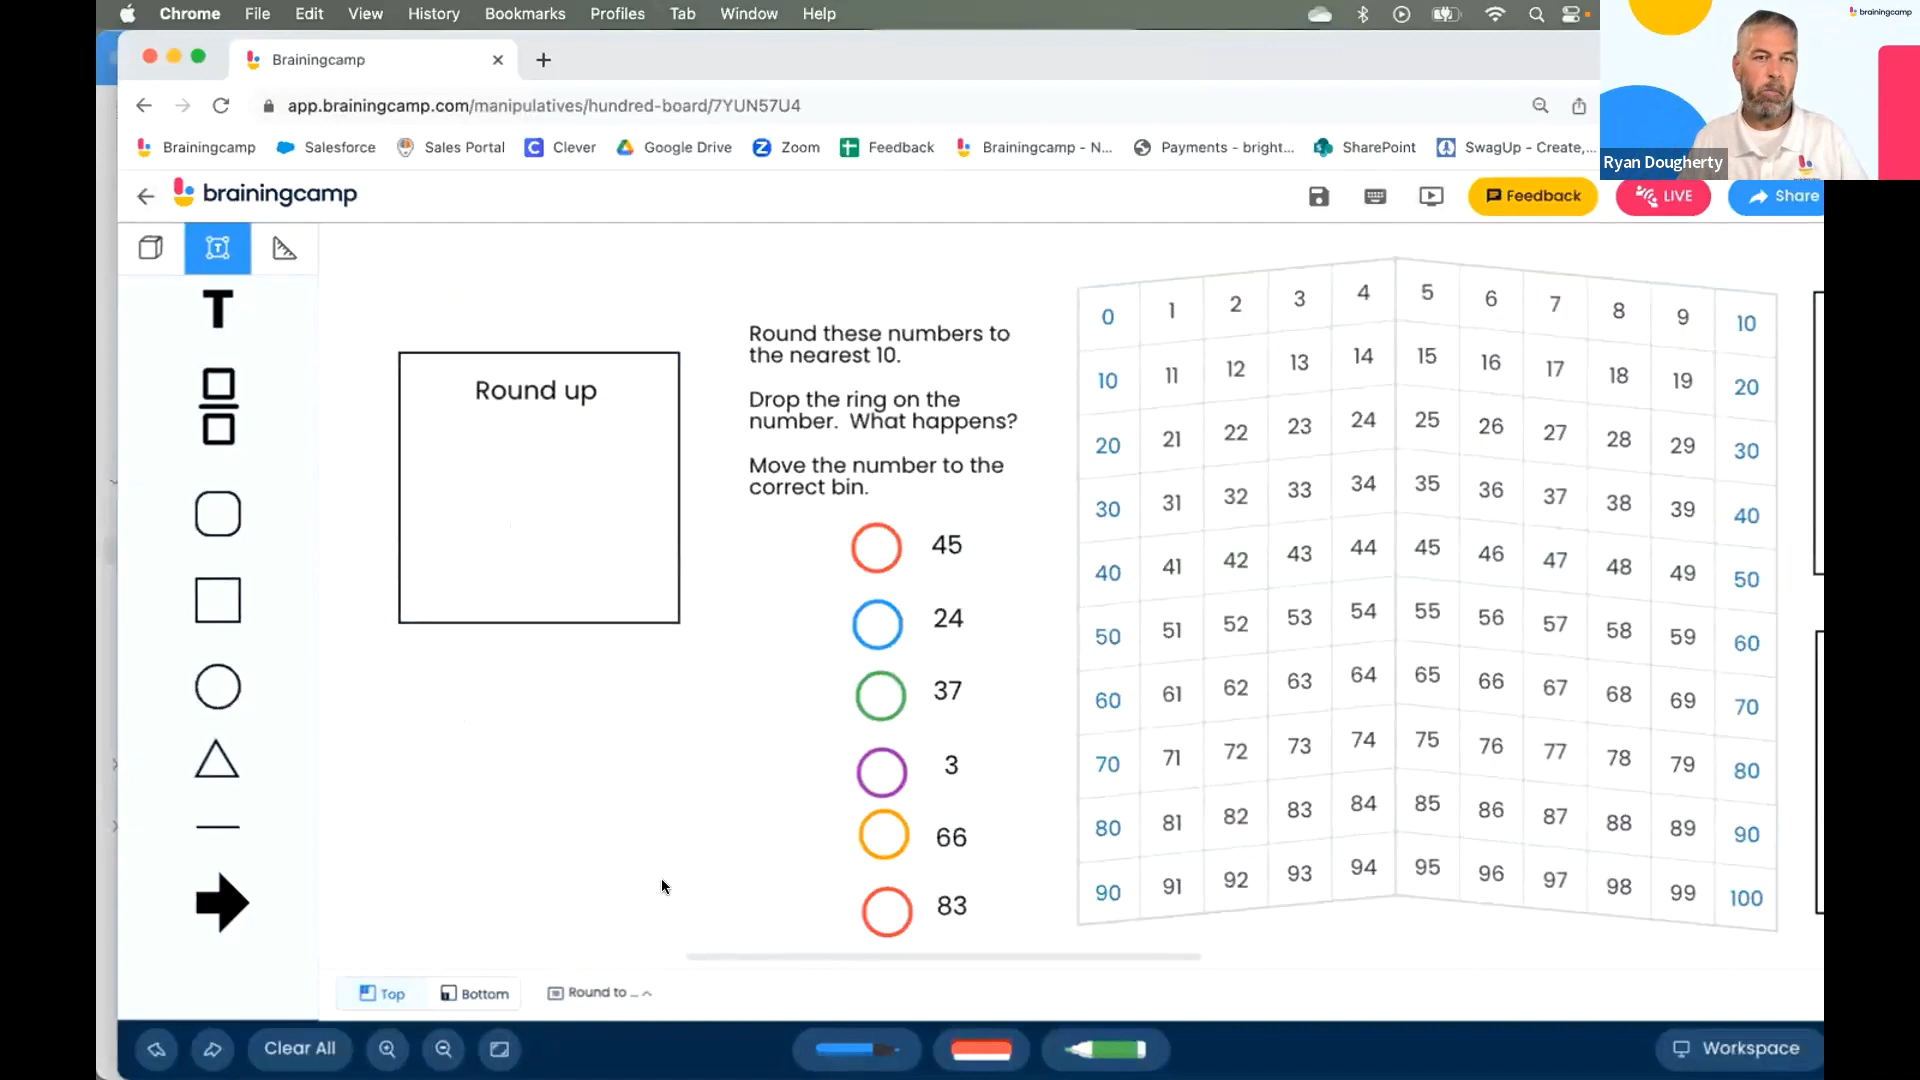 Chrome File Edit View History Bookmarks Profiles Tab Window Help
brainingcamp
Brainingcamp
app.brainingcamp.com/manipulatives/hundred-board/7YUN57U4
Brainingcamp Salesforce Sales Portal Clever Google Drive Zoom Feedback Brainingcamp - N... Payments - bright... SharePoint SwagUp - Create,...
Ryan Dougherty
brainingcamp
Feedback LIVE Share
T
Round up
Round these numbers to
the nearest 10.
Drop the ring on the
number. What happens?
Move the number to the
correct bin.
45
24
37
3
66
83
0 1 2 3 4 5 6 7 8 9 10
10 11 12 13 14 15 16 17 18 19 20
20 21 22 23 24 25 26 27 28 29 30
30 31 32 33 34 35 36 37 38 39 40
40 41 42 43 44 45 46 47 48 49 50
50 51 52 53 54 55 56 57 58 59 60
60 61 62 63 64 65 66 67 68 69 70
70 71 72 73 74 75 76 77 78 79 80
80 81 82 83 84 85 86 87 88 89 90
90 91 92 93 94 95 96 97 98 99 100
Top Bottom Round to ...
Clear All Workspace